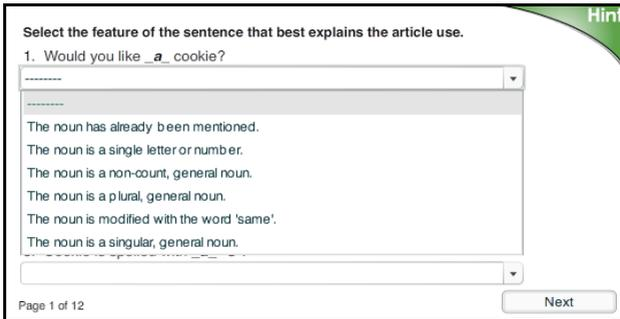 Hint
Select the feature of the sentence that best explains the article use.
1. Would you like _a_ cookie?
--------
--------
The noun has already been mentioned.
The noun is a single letter or number.
The noun is a non-count, general noun.
The noun is a plural, general noun.
The noun is modified with the word 'same'.
The noun is a singular, general noun.
Page 1 of 12
Next